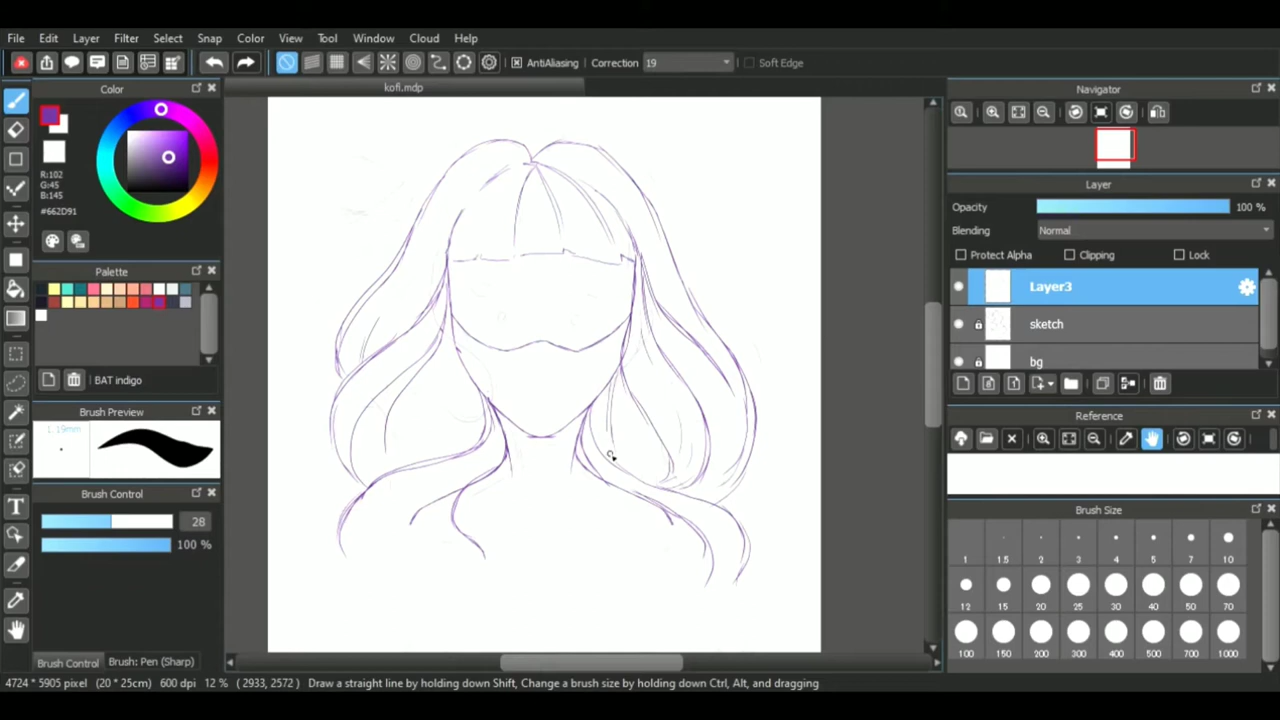 File Edit Layer Filter Select Snap Color View Tool Window Cloud Help
AntiAliasing Correction 19 Soft Edge
Color
R:102
G:45
B:145
#662D91
Palette
BAT indigo
Brush Preview
1.19mm
Brush Control
28
100 %
Brush Control Brush: Pen (Sharp)
kofi.mdp
Navigator
Layer
Opacity 100 %
Blending Normal
Protect Alpha Clipping Lock
Layer3
sketch
bg
Reference
Brush Size
1 1.5 2 3 4 5 7 10
12 15 20 25 30 40 50 70
100 150 200 300 400 500 700 1000
4724 * 5905 pixel (20 * 25cm) 600 dpi 12 % ( 2933, 2572 ) Draw a straight line by holding down Shift, Change a brush size by holding down Ctrl, Alt, and dragging